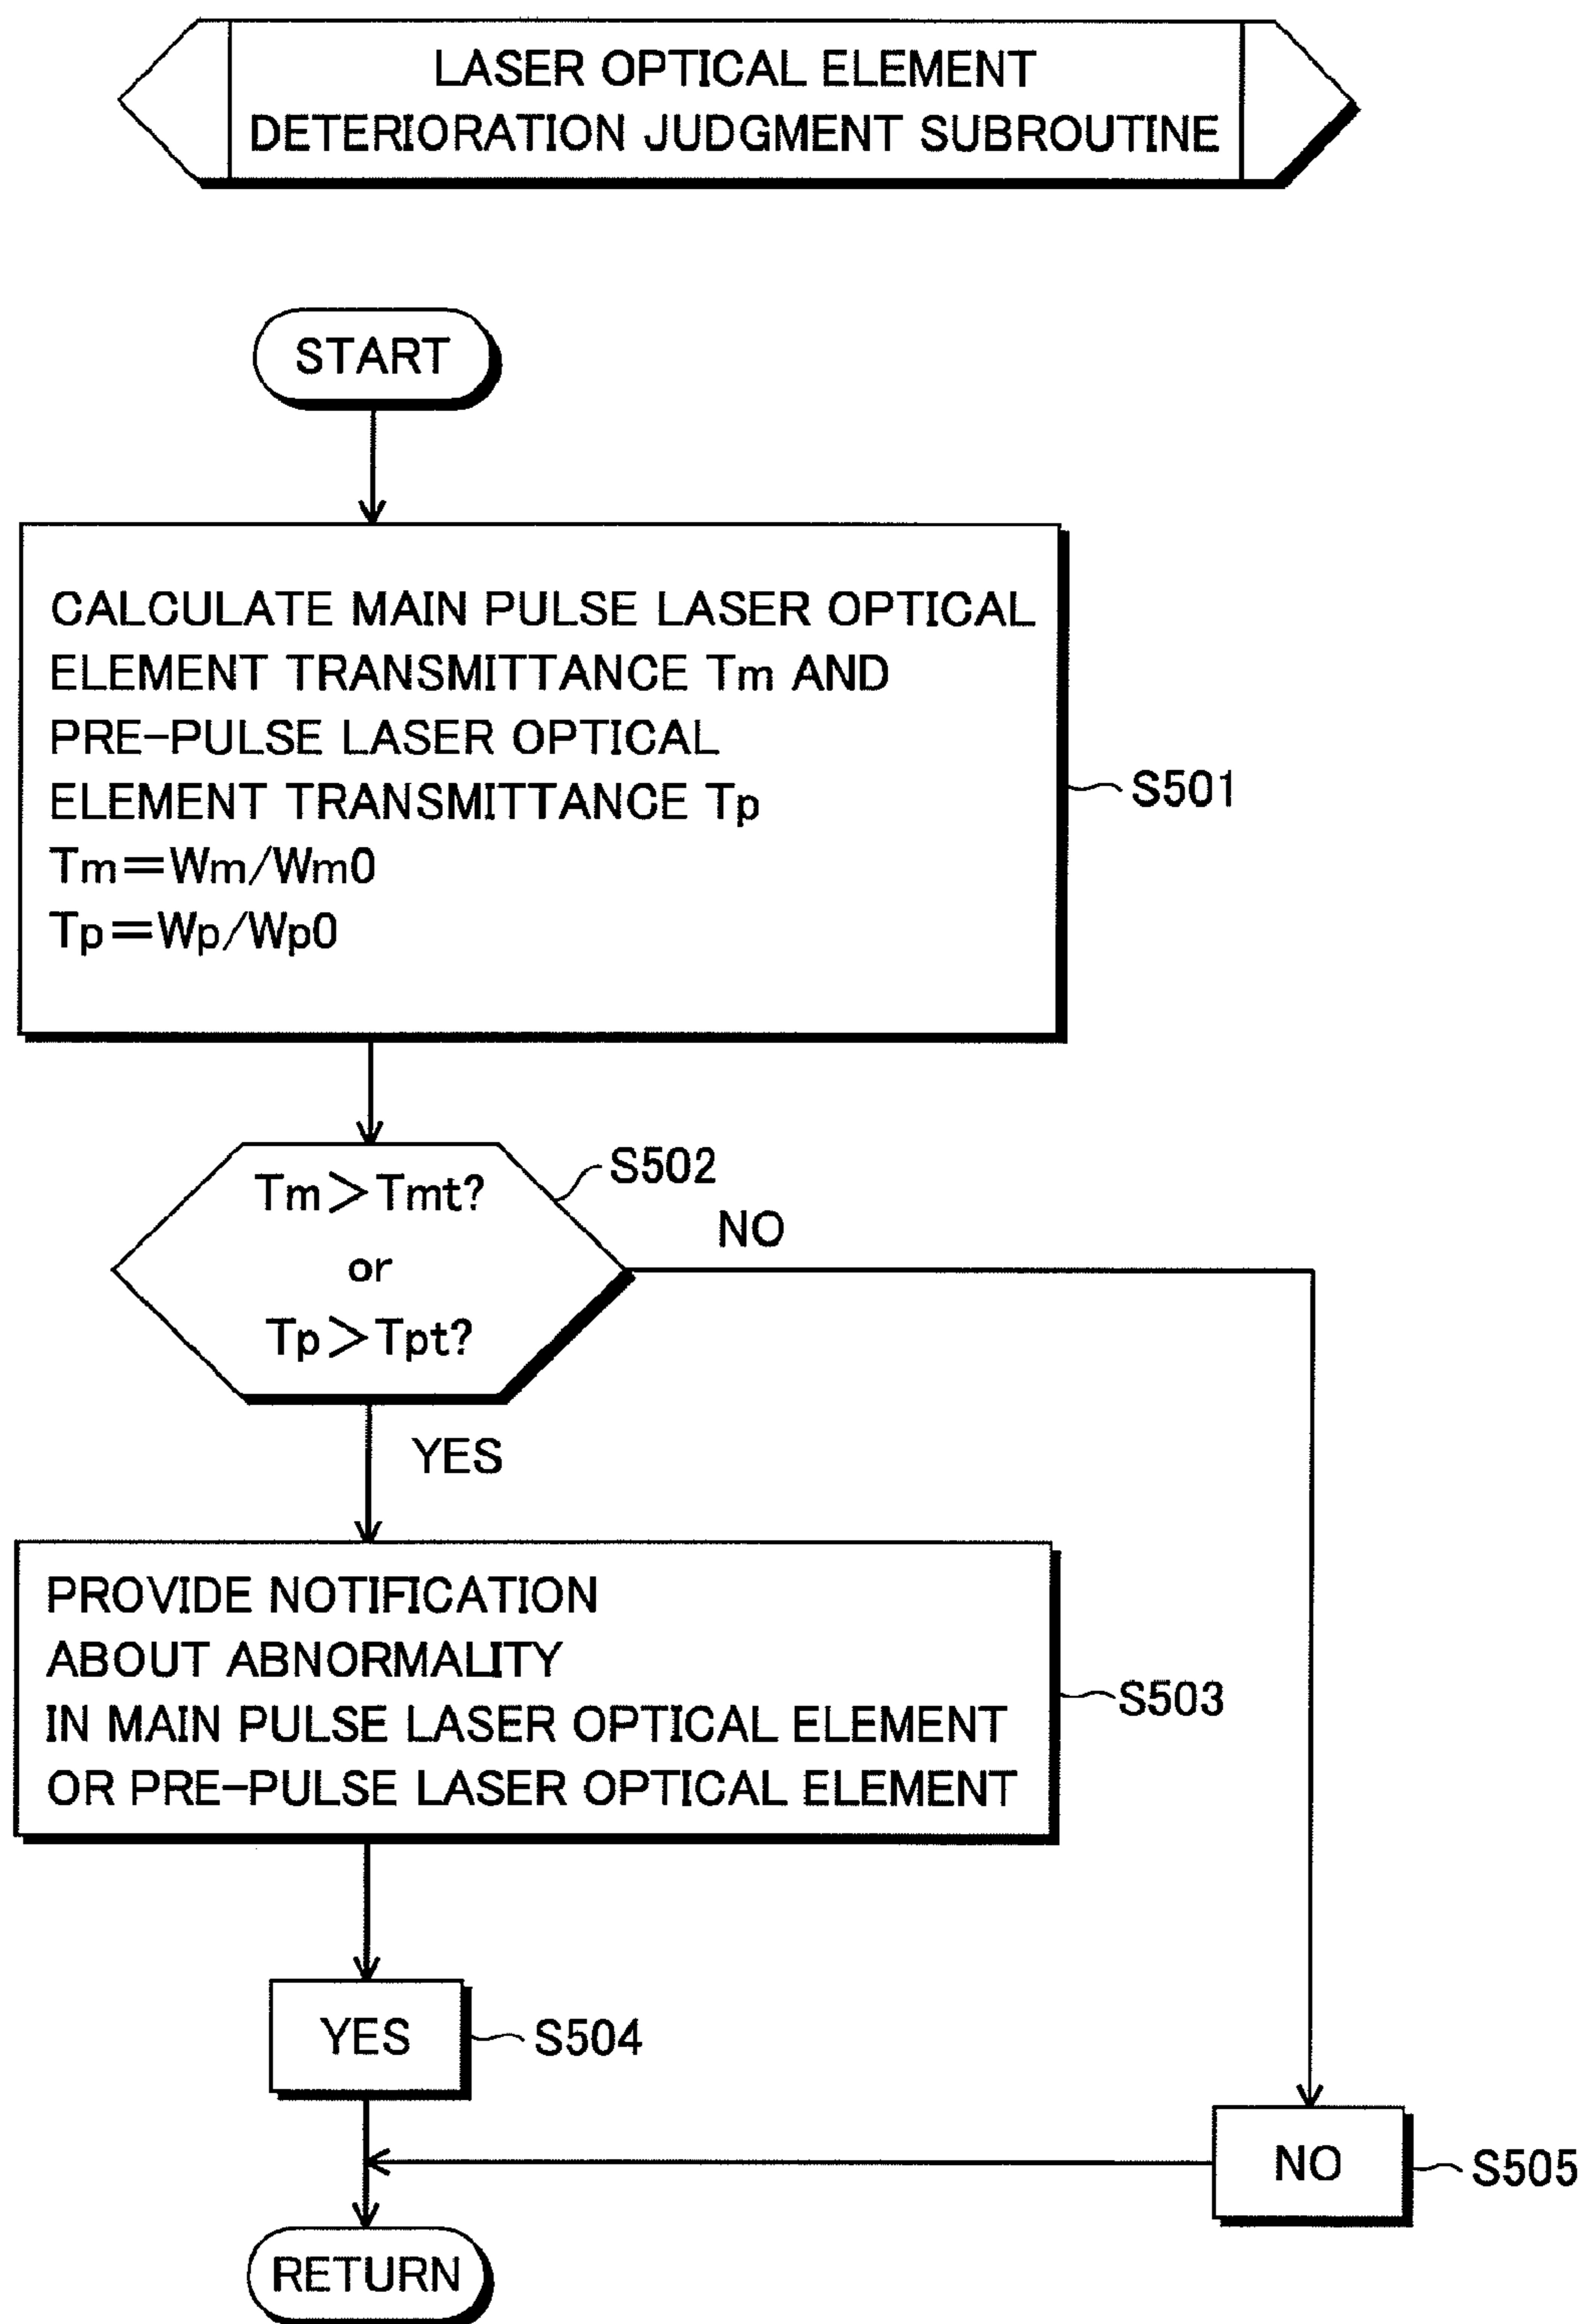 LASER OPTICAL ELEMENT
DETERIORATION JUDGMENT SUBROUTINE
START
CALCULATE MAIN PULSE LASER OPTICAL
ELEMENT TRANSMITTANCE Tm AND
PRE-PULSE LASER OPTICAL
ELEMENT TRANSMITTANCE Tp
Tm=Wm/Wm0
Tp=Wp/Wp0
S501
Tm>Tmt?
or
Tp>Tpt?
S502
NO
YES
PROVIDE NOTIFICATION
ABOUT ABNORMALITY
IN MAIN PULSE LASER OPTICAL ELEMENT
OR PRE-PULSE LASER OPTICAL ELEMENT
S503
YES
S504
NO
S505
RETURN